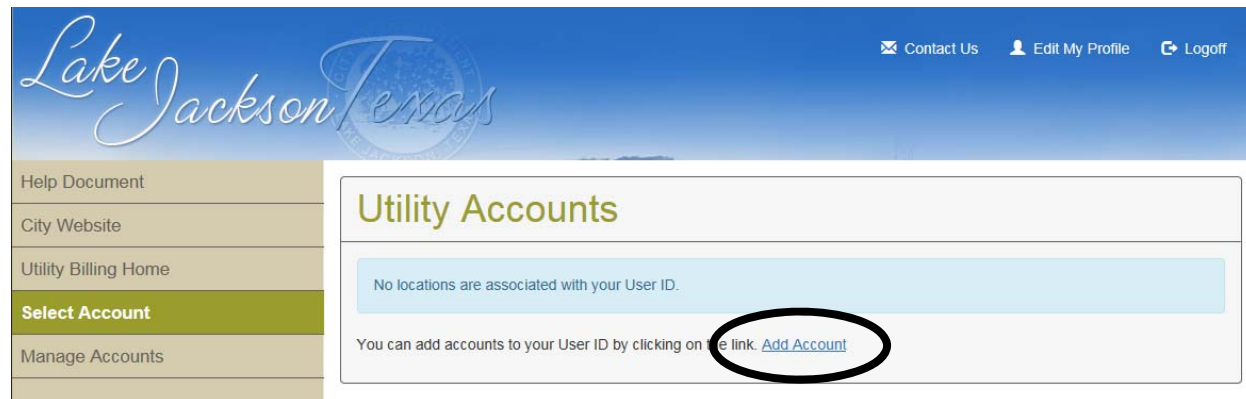 Lake Jackson Texas
Contact Us
Edit My Profile
Logoff
Help Document
City Website
Utility Billing Home
Select Account
Manage Accounts
Utility Accounts
No locations are associated with your User ID.
You can add accounts to your User ID by clicking on the link. Add Account